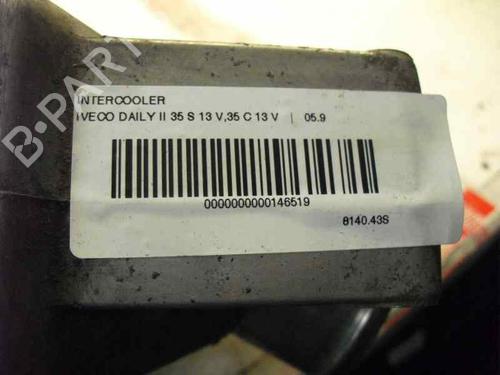 INTERCOOLER
IVECO DAILY II 35 S 13 V,35 C 13 V | 05.9
0000000000146519
8140.43S
B-PART